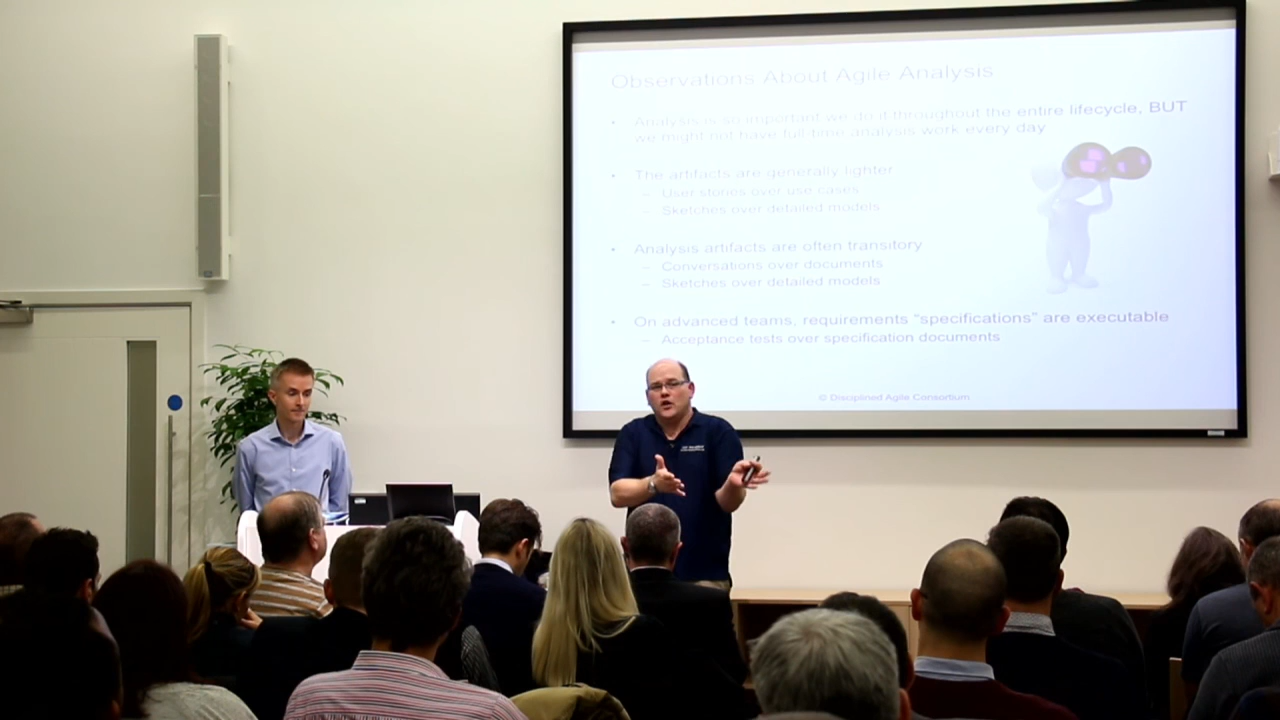 Observations About Agile Analysis
• Analysis is so important we do it throughout the entire lifecycle, BUT
we might not have full-time analysis work every day
• The artifacts are generally lighter
– User stories over use cases
– Sketches over detailed models
• Analysis artifacts are often transitory
– Conversations over documents
– Sketches over detailed models
• On advanced teams, requirements “specifications” are executable
– Acceptance tests over specification documents
© Disciplined Agile Consortium